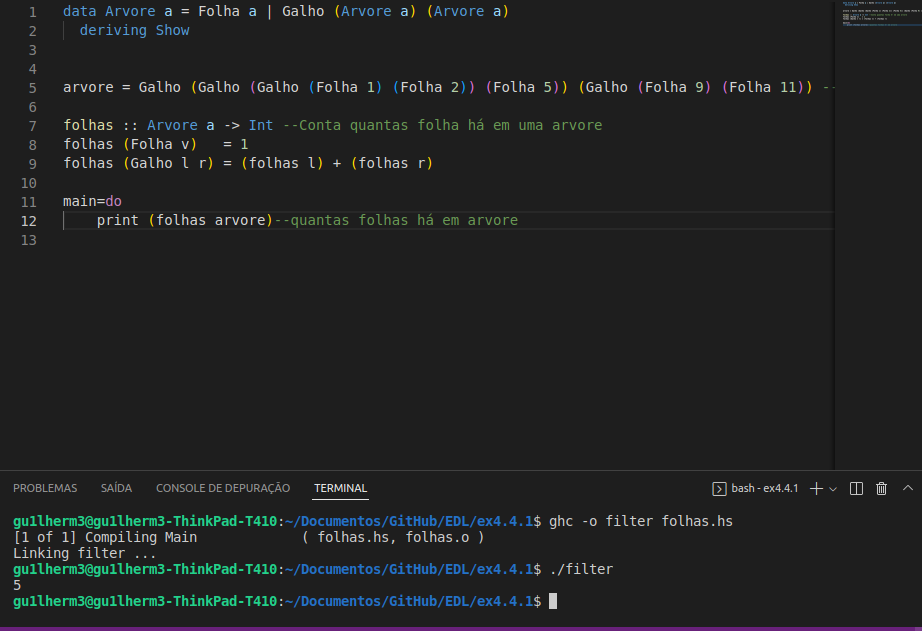 1 data Arvore a = Folha a | Galho (Arvore a) (Arvore a)
2   deriving Show
3
4
5 arvore = Galho (Galho (Galho (Folha 1) (Folha 2)) (Folha 5)) (Galho (Folha 9) (Folha 11)) --
6
7 folhas :: Arvore a -> Int --Conta quantas folha há em uma arvore
8 folhas (Folha v)   = 1
9 folhas (Galho l r) = (folhas l) + (folhas r)
10
11 main=do
12     print (folhas arvore)--quantas folhas há em arvore
13
PROBLEMAS SAÍDA CONSOLE DE DEPURAÇÃO TERMINAL bash - ex4.4.1
gu1lherm3@gu1lherm3-ThinkPad-T410:~/Documentos/GitHub/EDL/ex4.4.1$ ghc -o filter folhas.hs
[1 of 1] Compiling Main             ( folhas.hs, folhas.o )
Linking filter ...
gu1lherm3@gu1lherm3-ThinkPad-T410:~/Documentos/GitHub/EDL/ex4.4.1$ ./filter
5
gu1lherm3@gu1lherm3-ThinkPad-T410:~/Documentos/GitHub/EDL/ex4.4.1$